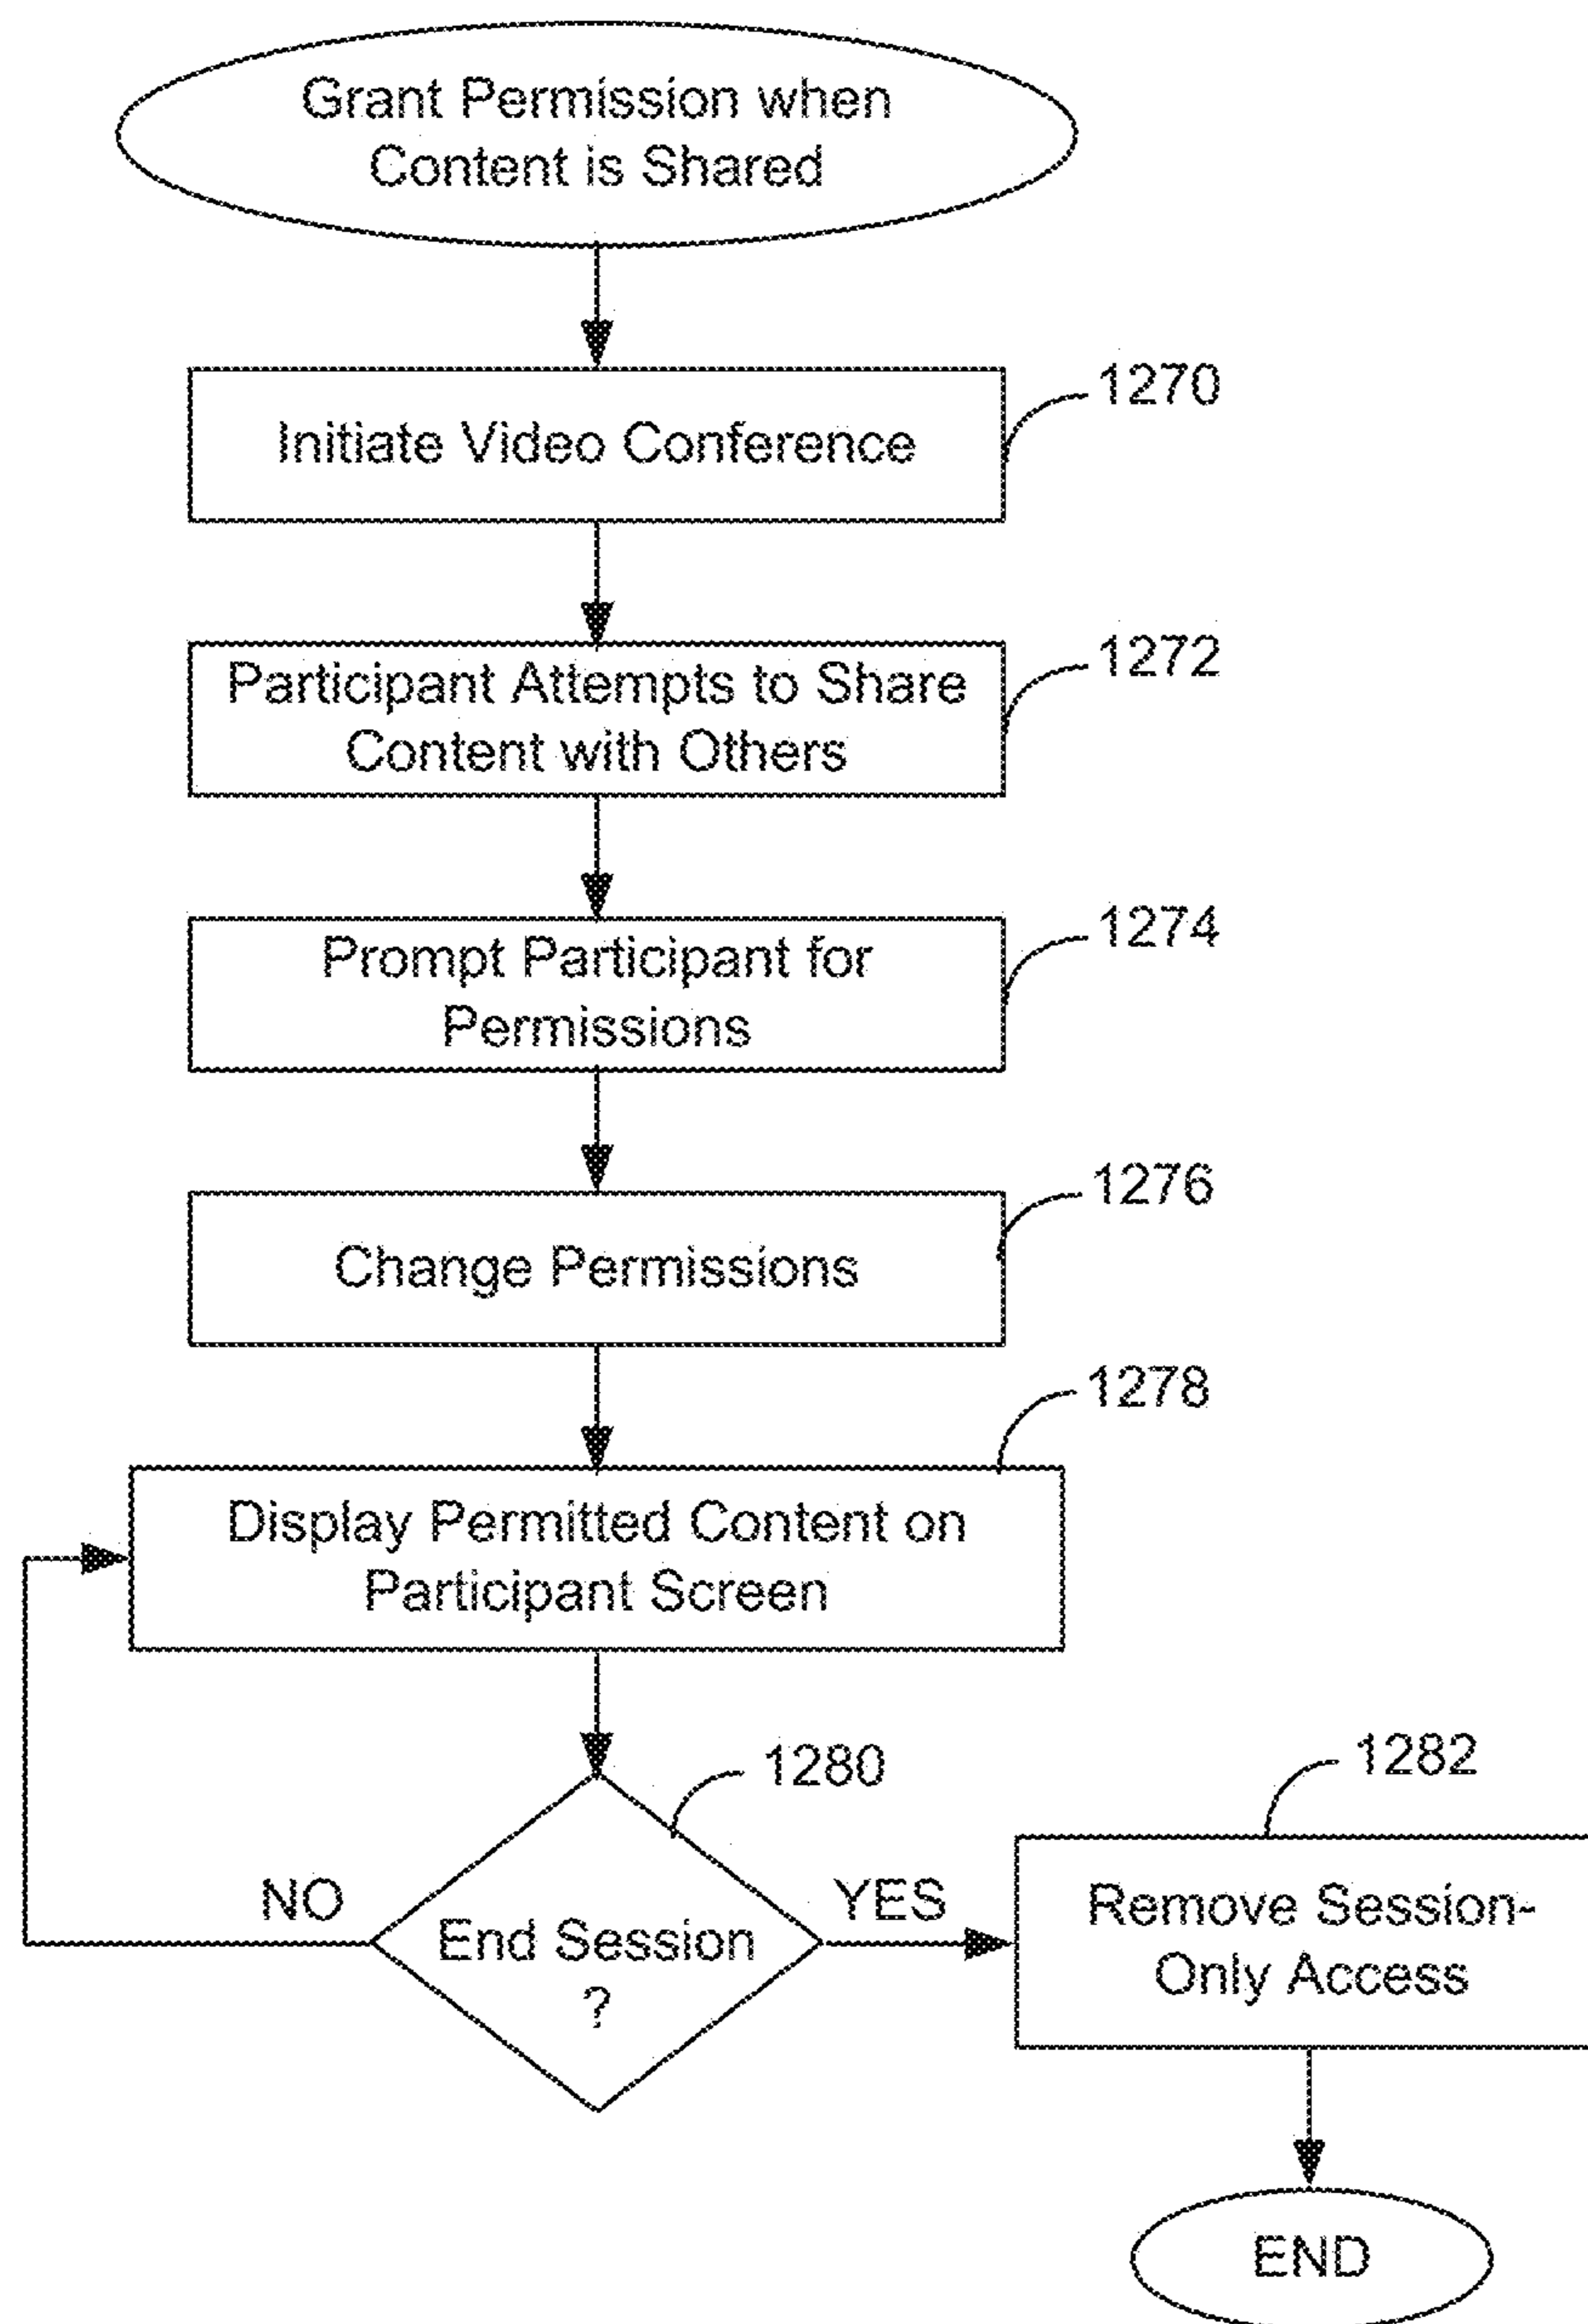 Grant Permission when
Content is Shared
1270
Initiate Video Conference
1272
Participant Attempts to Share
Content with Others
1274
Prompt Participant for
Permissions
1276
Change Permissions
1278
Display Permitted Content on
Participant Screen
1280
1282
NO
YES
End Session
?
Remove Session-
Only Access
END